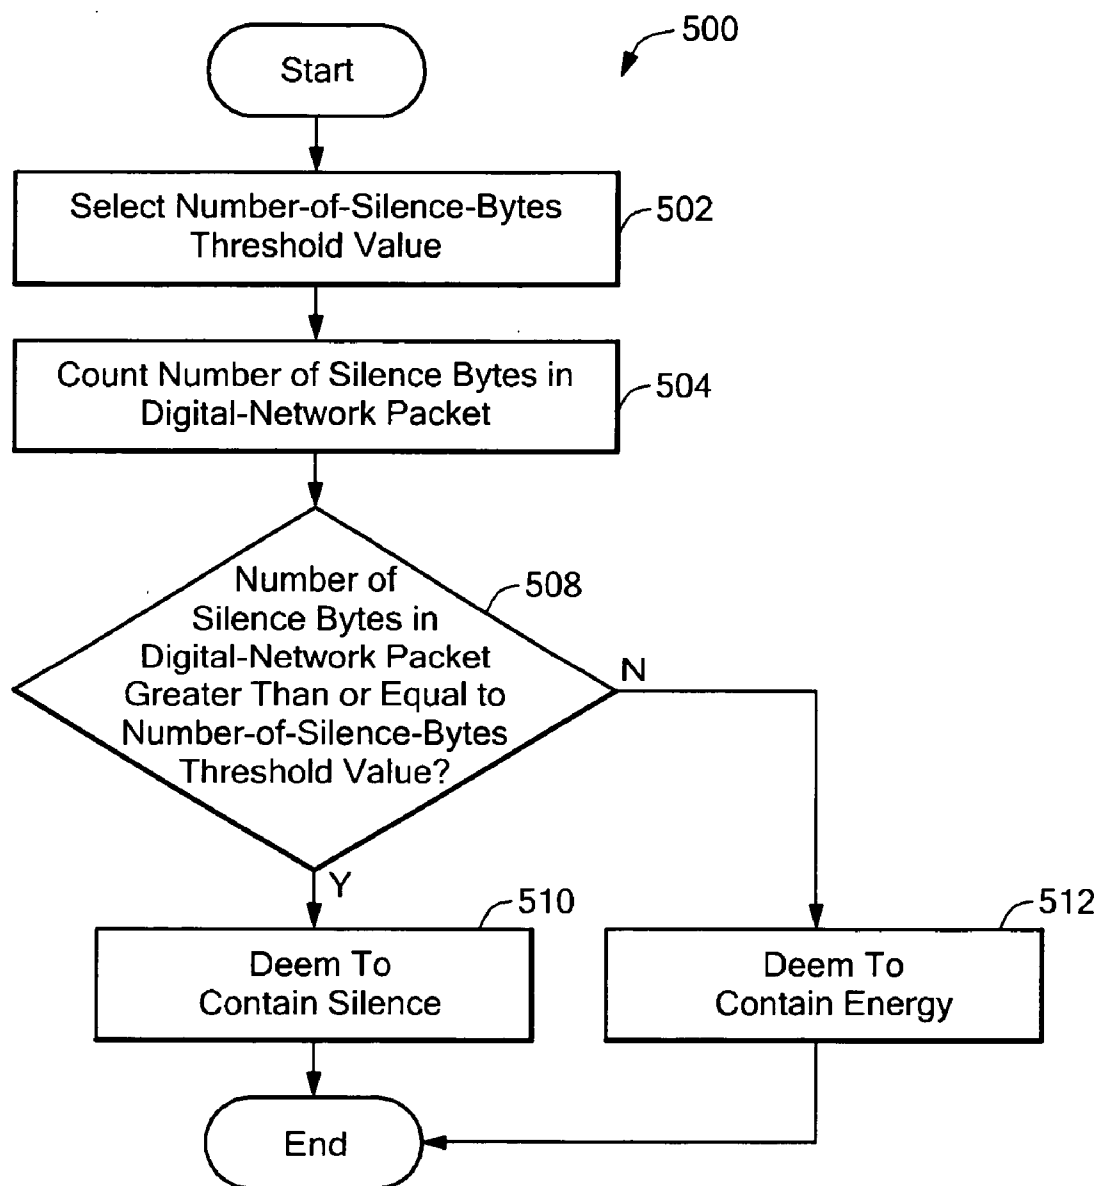 500
Start
Select Number-of-Silence-Bytes
Threshold Value
502
Count Number of Silence Bytes in
Digital-Network Packet
504
Number of
Silence Bytes in
Digital-Network Packet
Greater Than or Equal to
Number-of-Silence-Bytes
Threshold Value?
508
N
Y
510
Deem To
Contain Silence
512
Deem To
Contain Energy
End